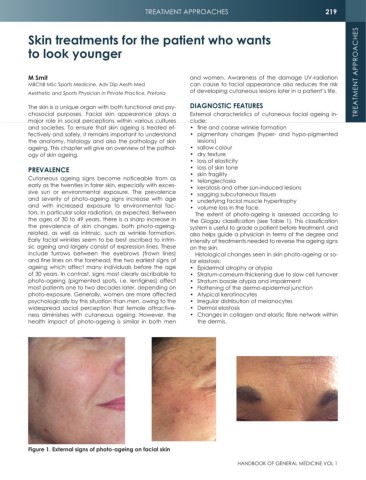 TREATMENT APPROACHES 219
TREATMENT APPROACHES
Skin treatments for the patient who wants
to look younger
M Smit
MBChB MSc Sports Medicine, Adv Dip Aesth Med
Aesthetic and Sports Physician in Private Practice, Pretoria
The skin is a unique organ with both functional and psy-
chosocial purposes. Facial skin appearance plays a
major role in social perceptions within various cultures
and societies. To ensure that skin ageing is treated ef-
fectively and safely, it remains important to understand
the anatomy, histology and also the pathology of skin
ageing. This chapter will give an overview of the pathol-
ogy of skin ageing.
PREVALENCE
Cutaneous ageing signs become noticeable from as
early as the twenties in fairer skin, especially with exces-
sive sun or environmental exposure. The prevalence
and severity of photo-ageing signs increase with age
and with increased exposure to environmental fac-
tors, in particular solar radiation, as expected. Between
the ages of 30 to 49 years, there is a sharp increase in
the prevalence of skin changes, both photo-ageing-
related, as well as intrinsic, such as wrinkle formation.
Early facial wrinkles seem to be best ascribed to intrin-
sic ageing and largely consist of expression lines. These
include furrows between the eyebrows (frown lines)
and fine lines on the forehead, the two earliest signs of
ageing which affect many individuals before the age
of 30 years. In contrast, signs most clearly ascribable to
photo-ageing (pigmented spots, i.e. lentigines) affect
most patients one to two decades later, depending on
photo-exposure. Generally, women are more affected
psychologically by this situation than men, owing to the
widespread social perception that female attractive-
ness diminishes with cutaneous ageing. However, the
health impact of photo-ageing is similar in both men
and women. Awareness of the damage UV-radiation
can cause to facial appearance also reduces the risk
of developing cutaneous lesions later in a patient's life.
DIAGNOSTIC FEATURES
External characteristics of cutaneous facial ageing in-
clude:
• fine and coarse wrinkle formation
• pigmentary changes (hyper- and hypo-pigmented
lesions)
• sallow colour
• dry texture
• loss of elasticity
• loss of skin tone
• skin fragility
• telangiectasia
• keratosis and other sun-induced lesions
• sagging subcutaneous tissues
• underlying facial muscle hypertrophy
• volume loss in the face.
The extent of photo-ageing is assessed according to
the Glogau classification (see Table 1). This classification
system is useful to grade a patient before treatment, and
also helps guide a physician in terms of the degree and
intensity of treatments needed to reverse the ageing signs
on the skin.
Histological changes seen in skin photo-ageing or so-
lar elastosis:
• Epidermal atrophy or atypia
• Stratum-corneum-thickening due to slow cell turnover
• Stratum basale atypia and impairment
• Flattening of the dermo-epidermal junction
• Atypical keratinocytes
• Irregular distribution of melanocytes
• Dermal elastosis
• Changes in collagen and elastic fibre network within
the dermis.
Figure 1. External signs of photo-ageing on facial skin
HANDBOOK OF GENERAL MEDICINE VOL 1